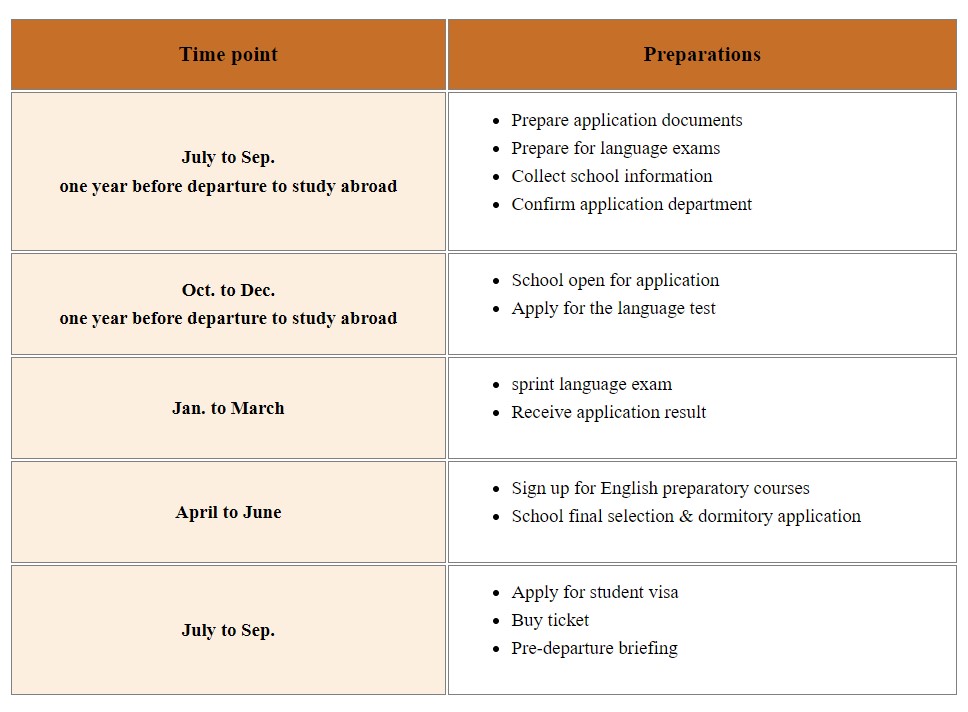 Time point
Preparations
July to Sep.
one year before departure to study abroad
Prepare application documents
Prepare for language exams
Collect school information
Confirm application department
Oct. to Dec.
one year before departure to study abroad
School open for application
Apply for the language test
Jan. to March
sprint language exam
Receive application result
April to June
Sign up for English preparatory courses
School final selection & dormitory application
July to Sep.
Apply for student visa
Buy ticket
Pre-departure briefing